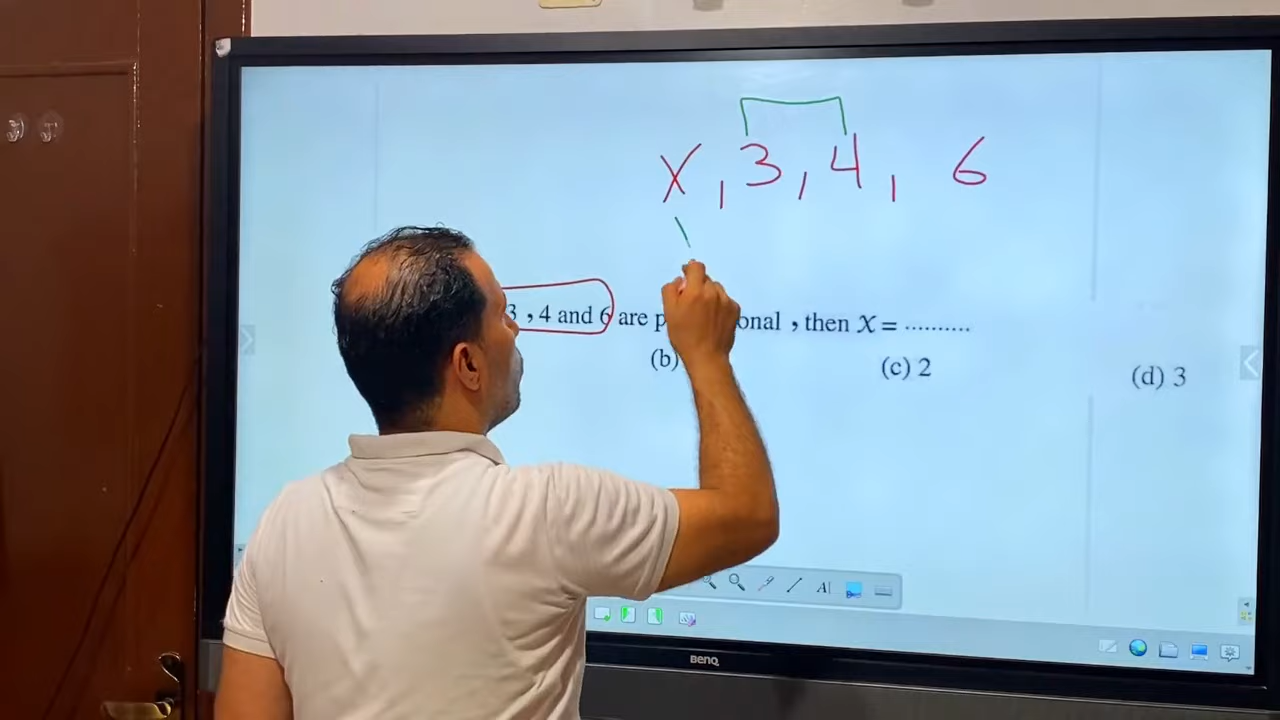 X , 3 , 4 , 6
3 , 4 and 6 are onal , then X = ..........
(b)
(c) 2
(d) 3
A
BenQ